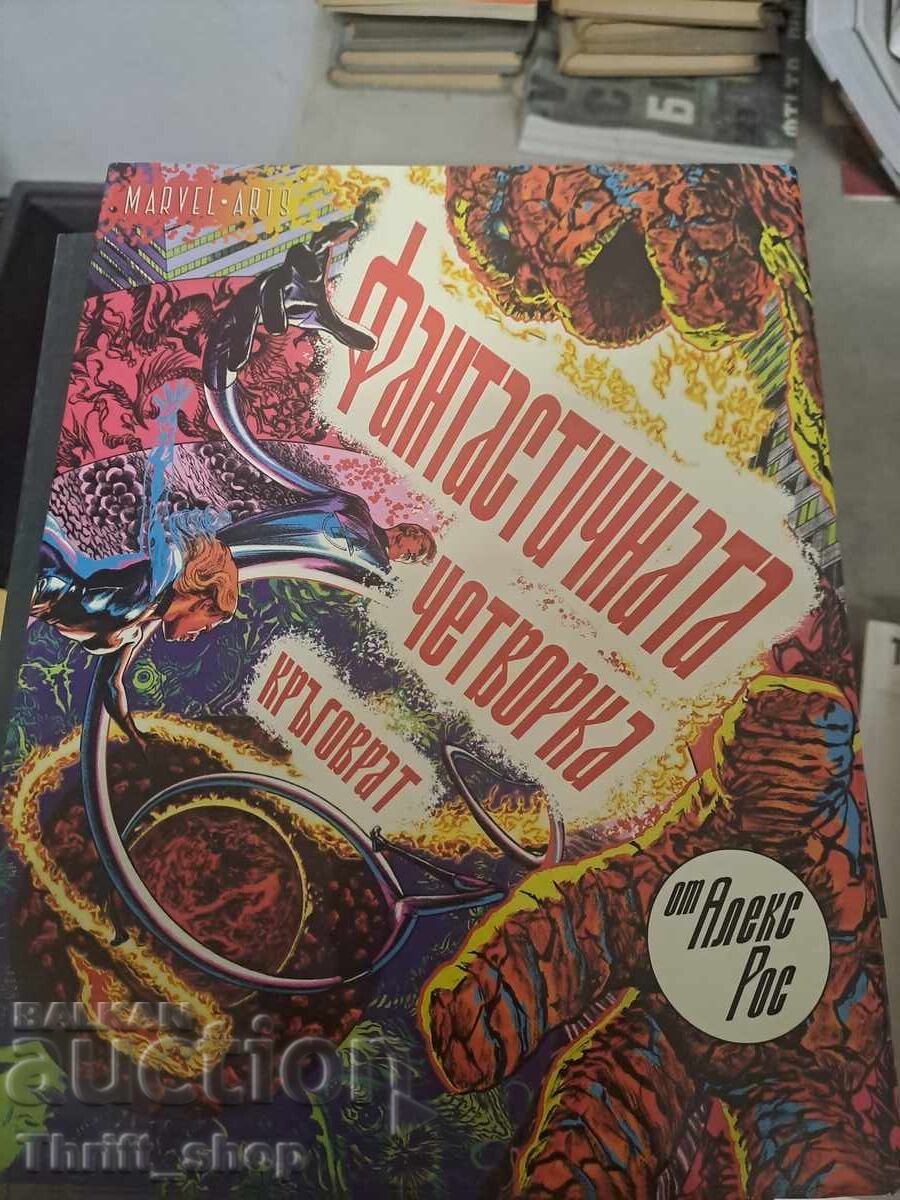 MARVEL·ARTS
ФАНТАСТИЧНАТА
ЧЕТВОРКА
КРЪГОВРАТ
от Алекс
Рос
BALKAN
auction
Thrift_shop